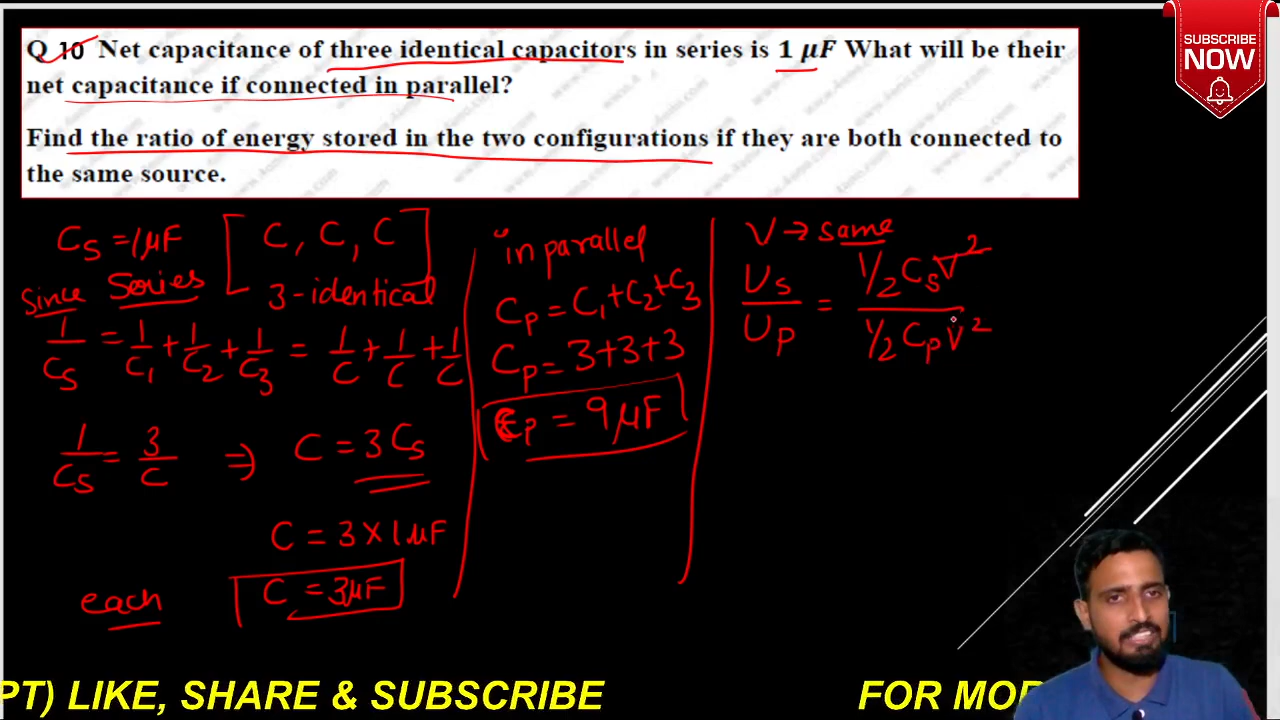 SUBSCRIBE
NOW
Q 10 Net capacitance of three identical capacitors in series is 1 μF What will be their
net capacitance if connected in parallel?
Find the ratio of energy stored in the two configurations if they are both connected to
the same source.
Cs = 1μF
[C, C, C]
3-identical
Since Series
1/Cs = 1/C1 + 1/C2 + 1/C3 = 1/C + 1/C + 1/C
1/Cs = 3/C ⇒ C = 3Cs
C = 3×1μF
each C = 3μF
in parallel
Cp = C1+C2+C3
Cp = 3+3+3
Cp = 9μF
V → same
Us/Up = 1/2 CsV²/1/2 CpV²
PT) LIKE, SHARE & SUBSCRIBE
FOR MOR